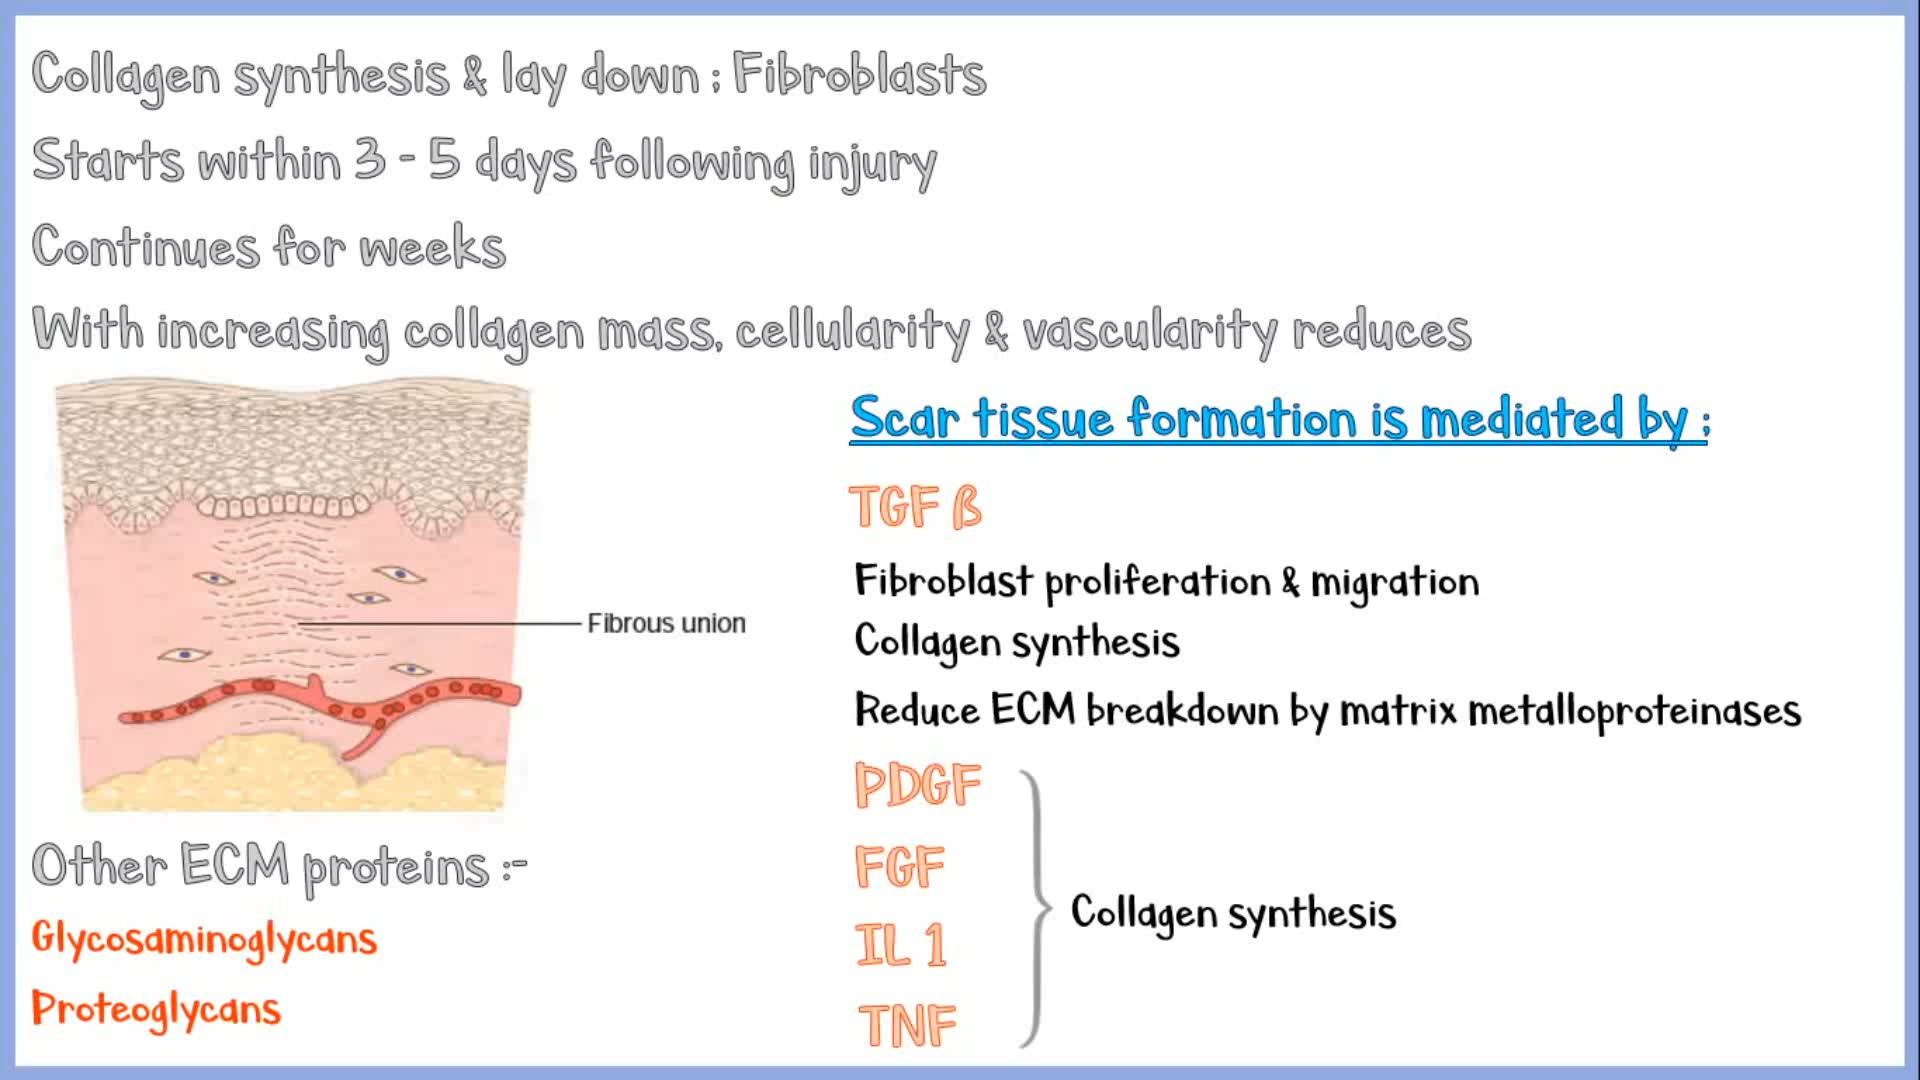 Collagen synthesis & lay down ; Fibroblasts
Starts within 3 - 5 days following injury
Continues for weeks
With increasing collagen mass, cellularity & vascularity reduces
Fibrous union
Other ECM proteins :-
Glycosaminoglycans
Proteoglycans
Scar tissue formation is mediated by ;
TGF ß
Fibroblast proliferation & migration
Collagen synthesis
Reduce ECM breakdown by matrix metalloproteinases
PDGF
FGF
IL 1
TNF
Collagen synthesis